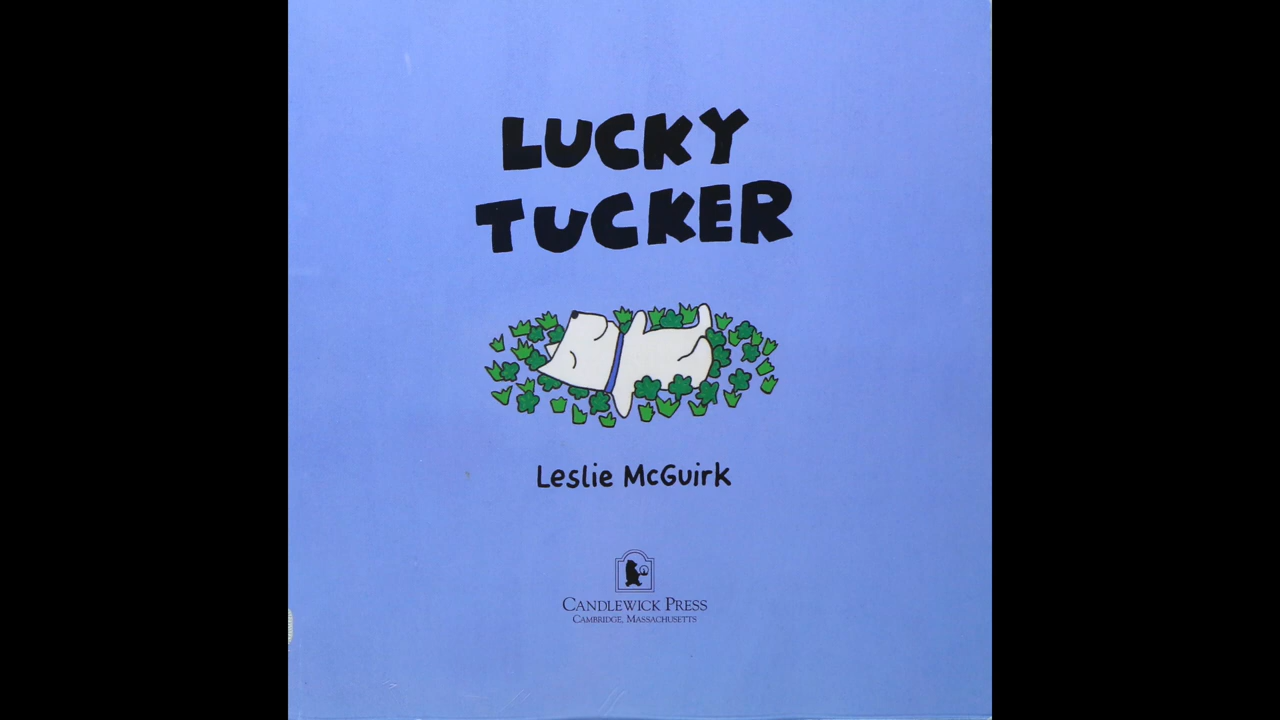 LUCKY
TUCKER
Leslie McGuirk
CANDLEWICK PRESS
CAMBRIDGE, MASSACHUSETTS